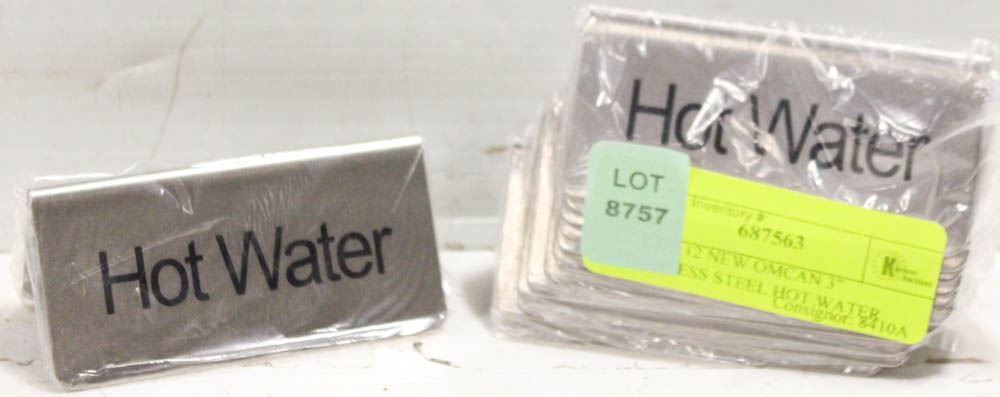 Hot Water
Hot Water
LOT
8757
Inventory #
687563
12 NEW OMCAN 3"
ESS STEEL HOT WATER
Consignor: 8410A